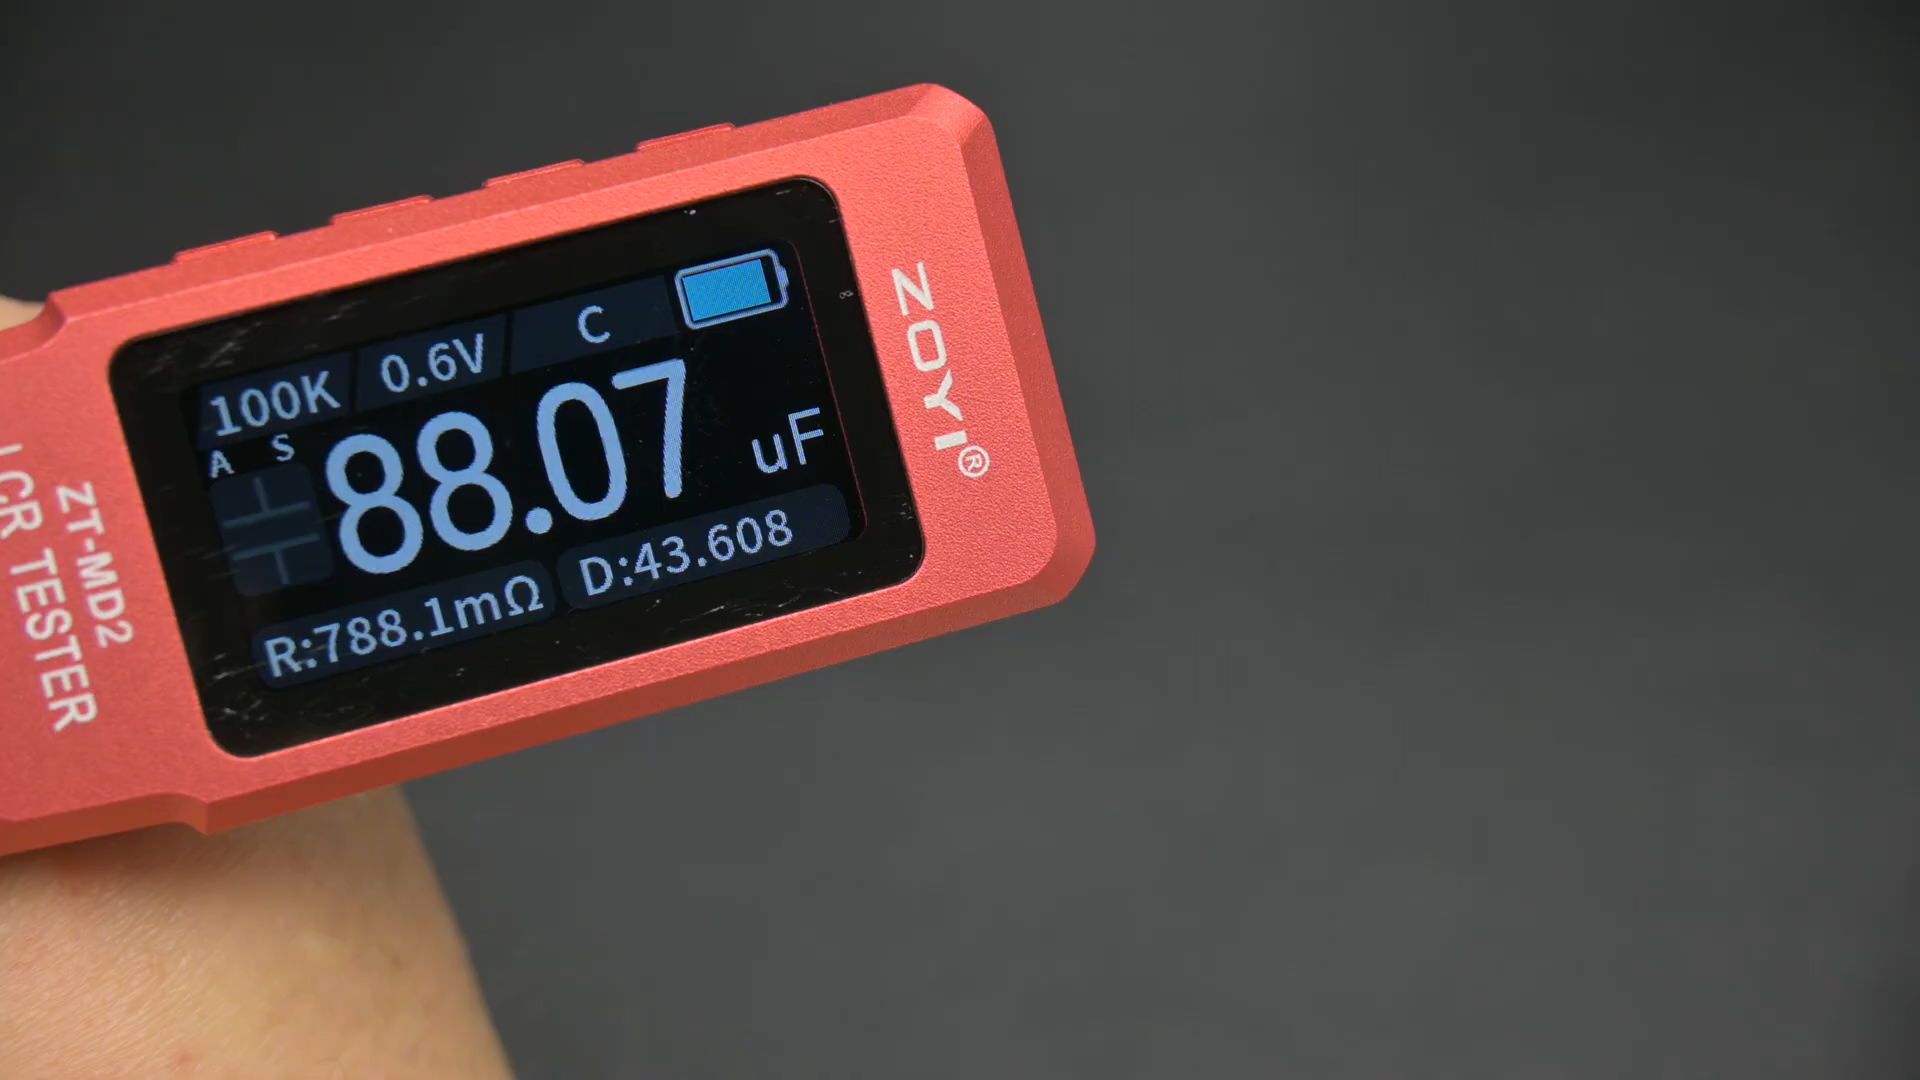 100K 0.6V C
A S
88.07 uF
R:788.1mΩ D:43.608
ZOYI®
ZT-MD2
LCR TESTER